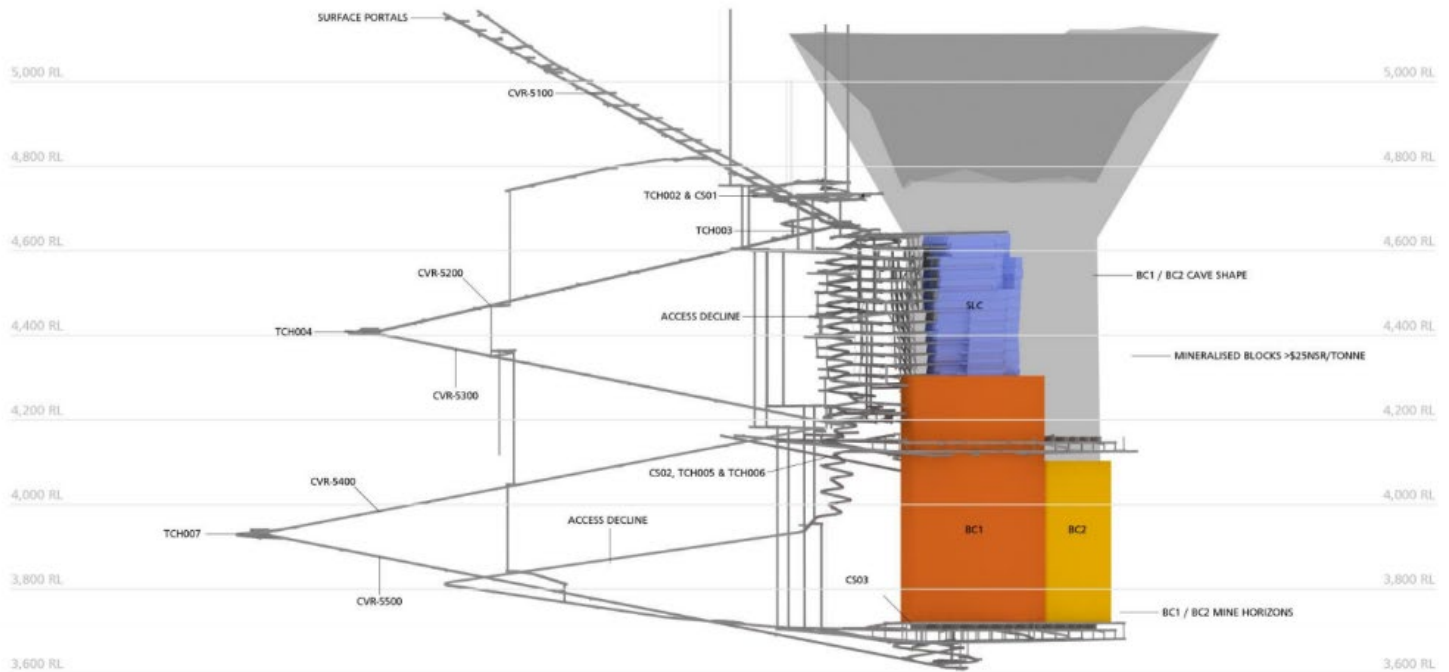 SURFACE PORTALS
5,000 RL
5,000 RL
CVR-5100
4,800 RL
4,800 RL
TCH002 & CS01
TCH003
4,600 RL
4,600 RL
CVR-5200
BC1 / BC2 CAVE SHAPE
SLC
ACCESS DECLINE
TCH004
4,400 RL
4,400 RL
MINERALISED BLOCKS >$25NSR/TONNE
CVR-5300
4,200 RL
4,200 RL
CS02, TCH005 & TCH006
CVR-5400
4,000 RL
4,000 RL
ACCESS DECLINE
TCH007
BC1
BC2
CS03
3,800 RL
3,800 RL
CVR-5500
BC1 / BC2 MINE HORIZONS
3,600 RL
3,600 RL